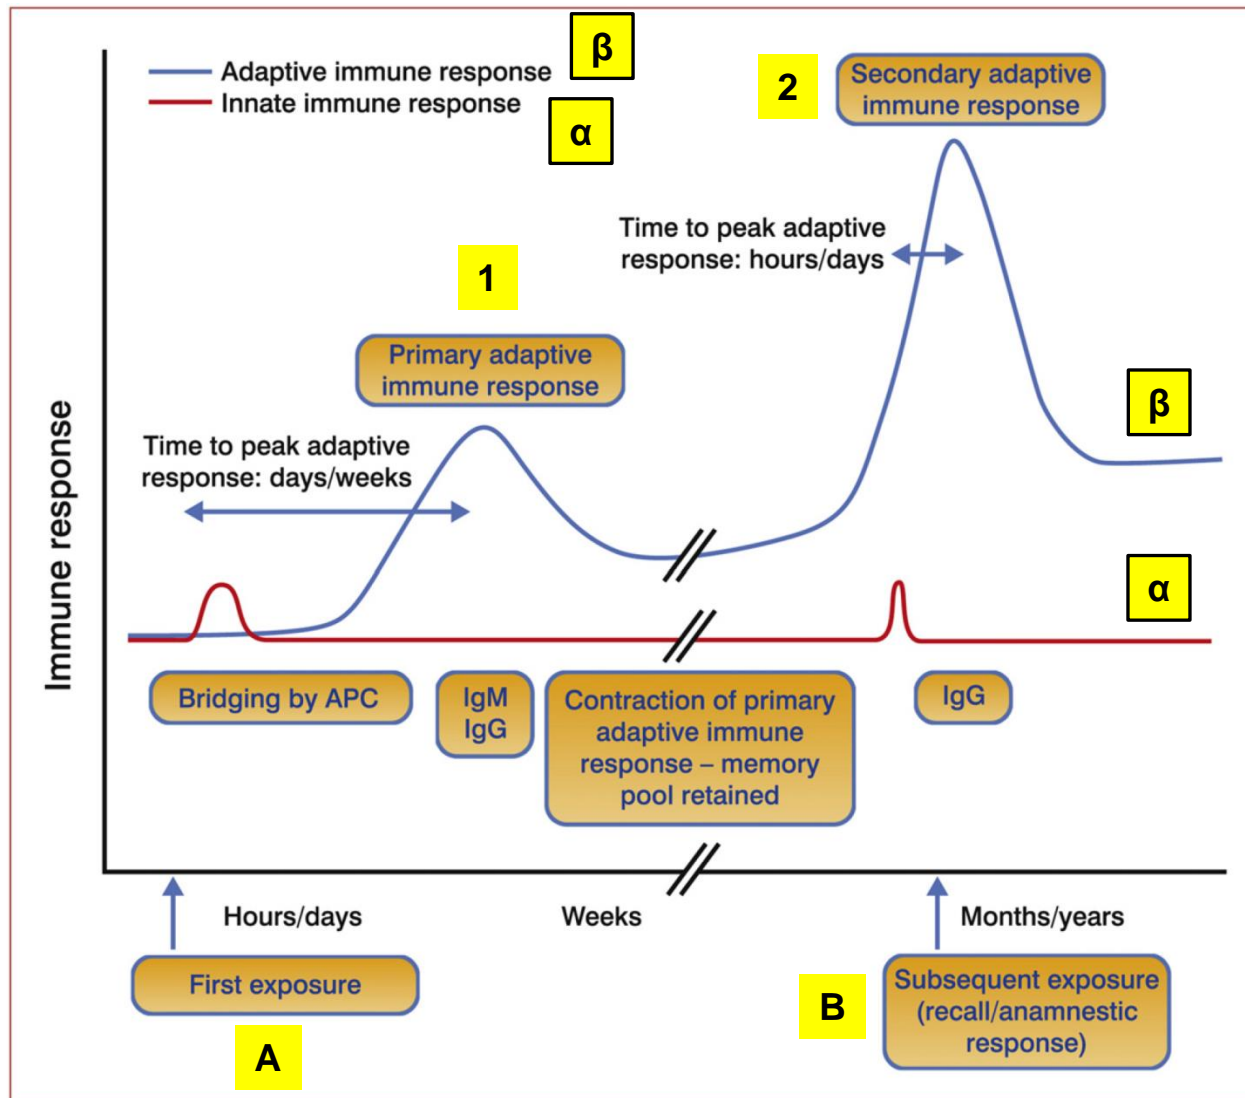 β
Adaptive immune response
Innate immune response
α
2
Secondary adaptive
immune response
Time to peak adaptive
response: hours/days
1
Primary adaptive
immune response
Time to peak adaptive
response: days/weeks
β
α
Immune response
Bridging by APC
IgM
IgG
Contraction of primary
adaptive immune
response – memory
pool retained
IgG
Hours/days
Weeks
Months/years
First exposure
A
B
Subsequent exposure
(recall/anamnestic
response)